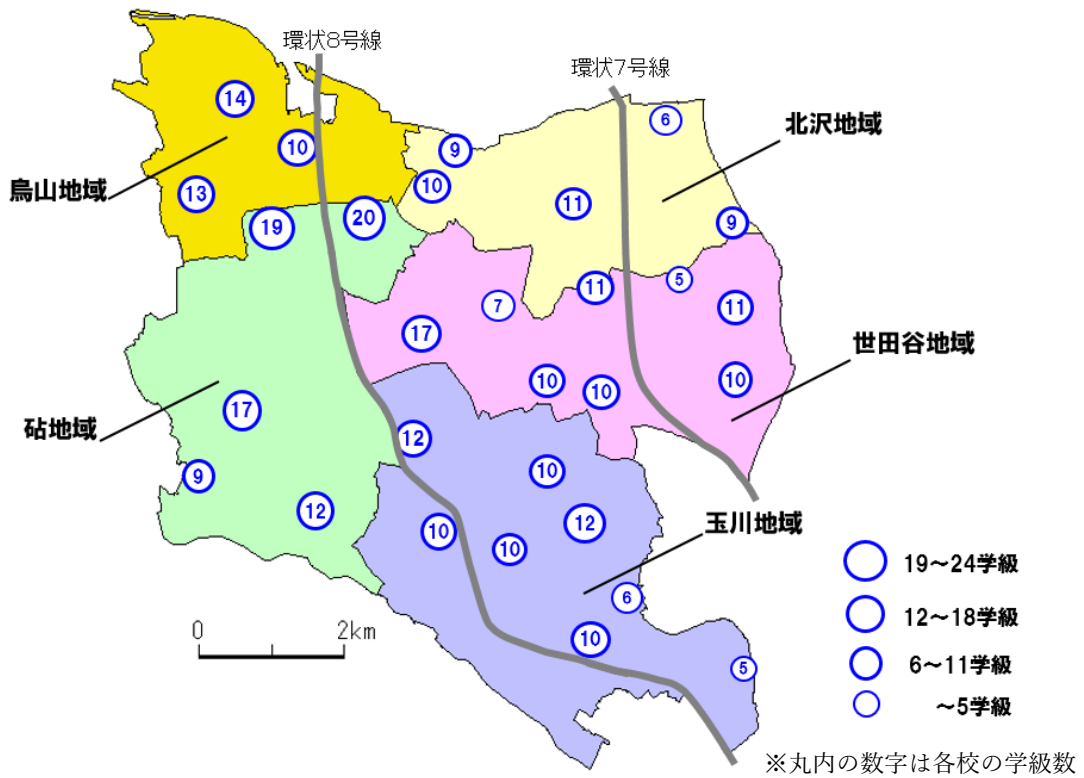 環状8号線
環状7号線
14
6
北沢地域
10
9
烏山地域
13
10
11
19
20
9
11
5
7
11
17
世田谷地域
10
10
10
17
砧地域
12
9
10
12
12
10
10
玉川地域
19～24学級
6
12～18学級
0
2km
10
6～11学級
5
～5学級
※丸内の数字は各校の学級数